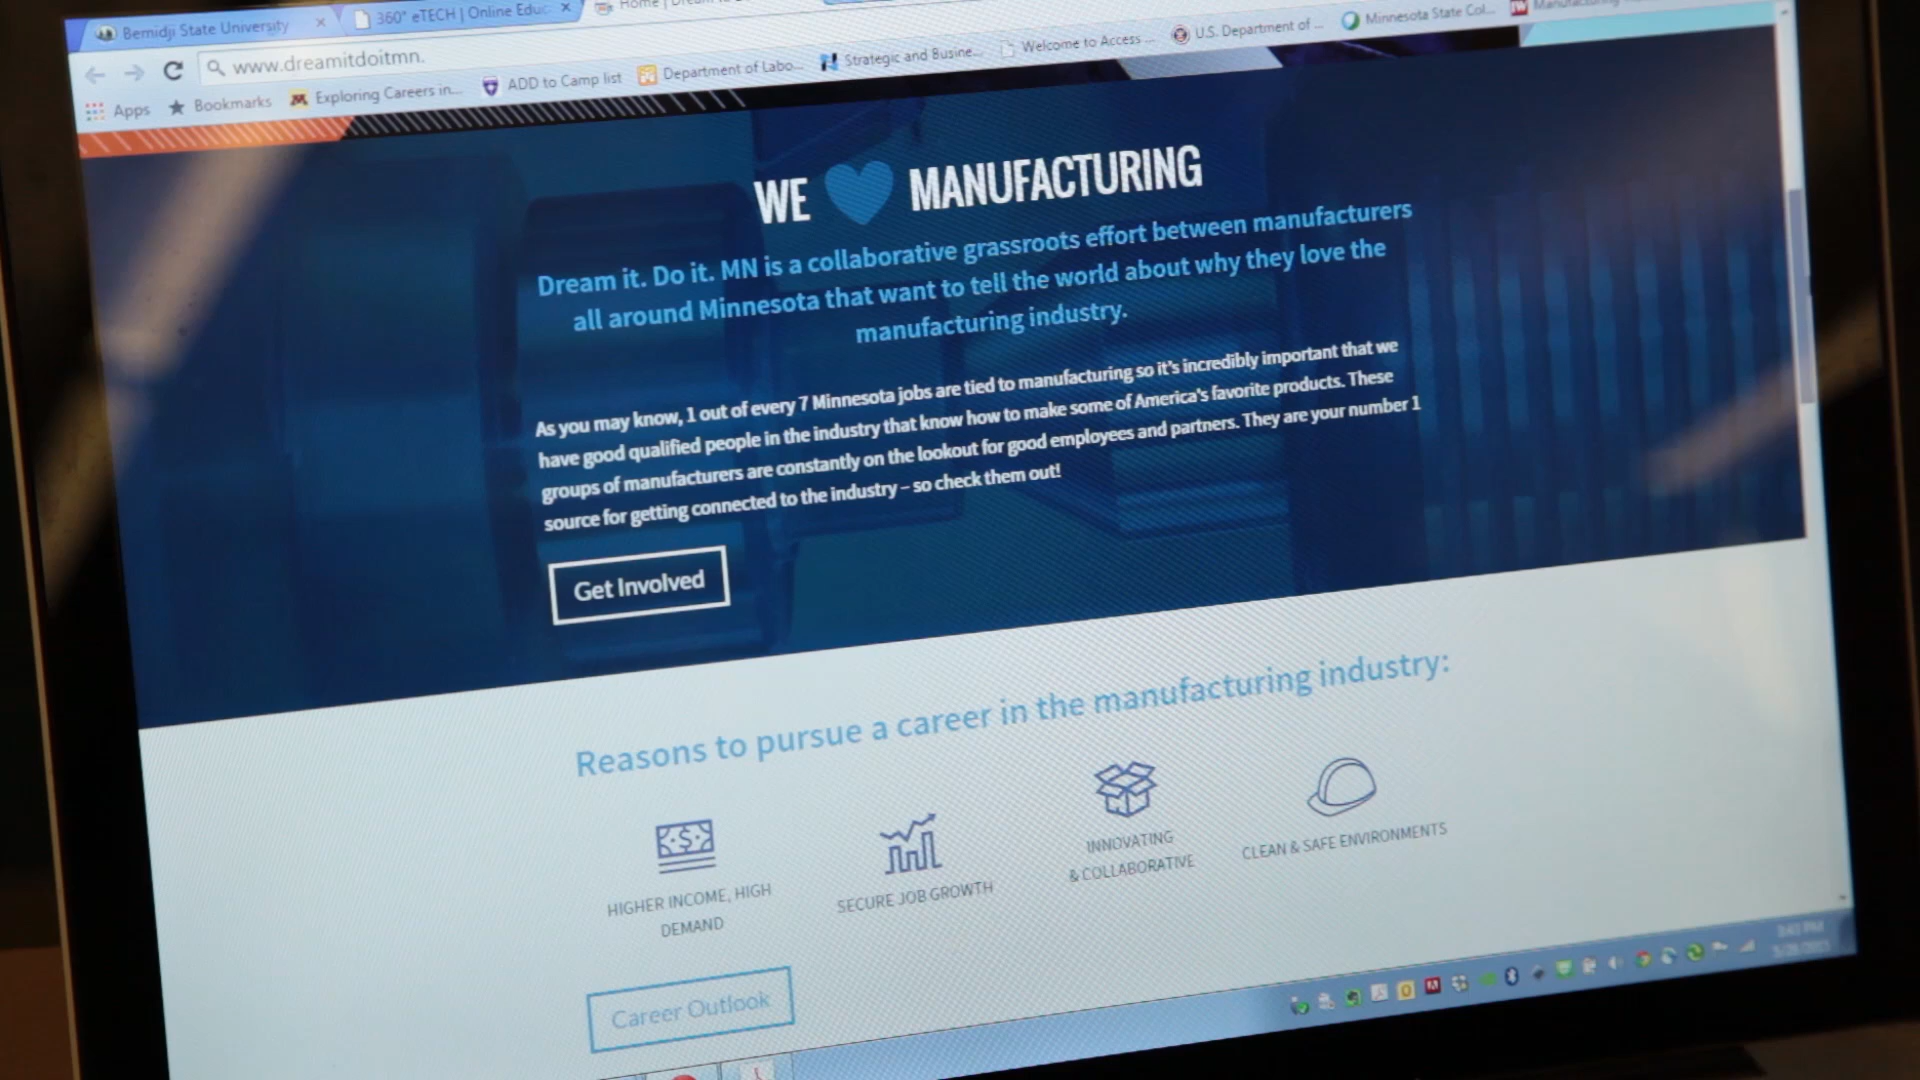 Bemidji State University
360° eTECH | Online Educ
Home |
www.dreamitdoitmn.
Apps
Bookmarks
Exploring Careers in...
ADD to Camp list
Department of Labo...
Strategic and Busine...
Welcome to Access ...
U.S. Department of ...
Minnesota State Col...
WE MANUFACTURING
Dream it. Do it. MN is a collaborative grassroots effort between manufacturers
all around Minnesota that want to tell the world about why they love the
manufacturing industry.
As you may know, 1 out of every 7 Minnesota jobs are tied to manufacturing so it's incredibly important that we
have good qualified people in the industry that know how to make some of America's favorite products. These
groups of manufacturers are constantly on the lookout for good employees and partners. They are your number 1
source for getting connected to the industry – so check them out!
Get Involved
Reasons to pursue a career in the manufacturing industry:
HIGHER INCOME, HIGH
DEMAND
SECURE JOB GROWTH
INNOVATING
& COLLABORATIVE
CLEAN & SAFE ENVIRONMENTS
Career Outlook